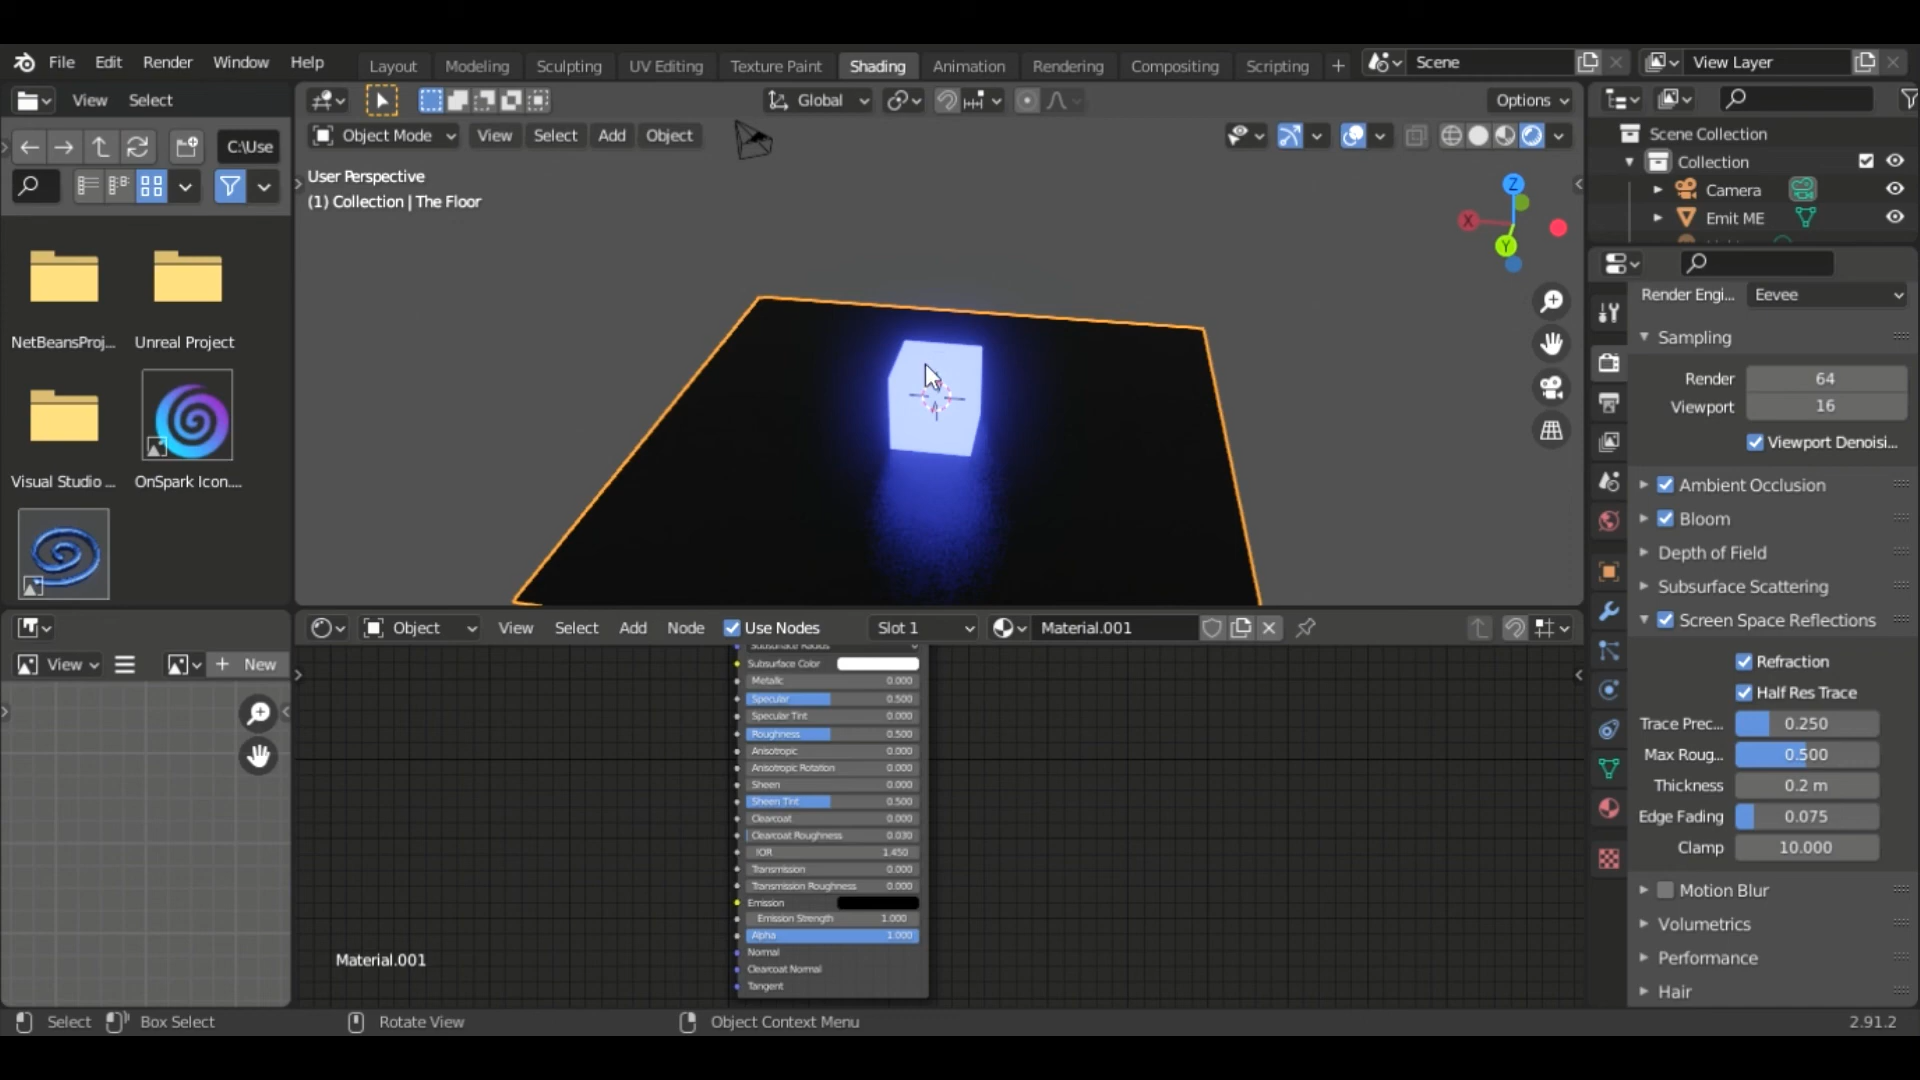 File Edit Render Window Help Layout Modeling Sculpting UV Editing Texture Paint Shading Animation Rendering Compositing Scripting + Scene View Layer
View Select Global Options
C:\Use Object Mode View Select Add Object Scene Collection
Collection
User Perspective
(1) Collection | The Floor
Camera
Emit ME
Z
X
Y
Render Engi... Eevee
NetBeansProj... Unreal Project
Sampling
Render 64
Viewport 16
Viewport Denoisi...
Visual Studio ... OnSpark Icon....
Ambient Occlusion
Bloom
Depth of Field
Subsurface Scattering
Screen Space Reflections
Object View Select Add Node Use Nodes Slot 1 Material.001
View + New
Subsurface Radius
Subsurface Color
Metallic 0.000
Specular 0.500
Specular Tint 0.000
Roughness 0.500
Anisotropic 0.000
Anisotropic Rotation 0.000
Sheen 0.000
Sheen Tint 0.500
Clearcoat 0.000
Clearcoat Roughness 0.030
IOR 1.450
Transmission 0.000
Transmission Roughness 0.000
Emission
Emission Strength 1.000
Alpha 1.000
Normal
Clearcoat Normal
Tangent
Material.001
Refraction
Half Res Trace
Trace Prec... 0.250
Max Roug... 0.500
Thickness 0.2 m
Edge Fading 0.075
Clamp 10.000
Motion Blur
Volumetrics
Performance
Hair
Select Box Select Rotate View Object Context Menu 2.91.2